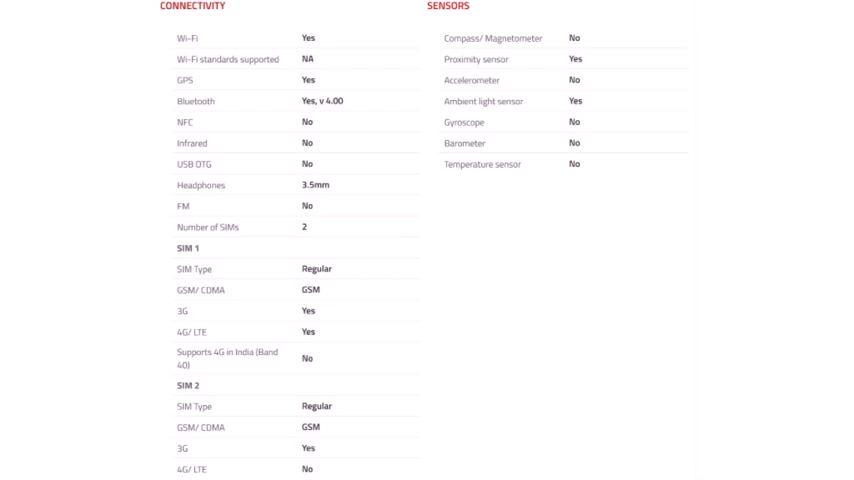 CONNECTIVITY
Wi-Fi Yes
Wi-Fi standards supported NA
GPS Yes
Bluetooth Yes, v 4.00
NFC No
Infrared No
USB OTG No
Headphones 3.5mm
FM No
Number of SIMs 2
SIM 1
SIM Type Regular
GSM/ CDMA GSM
3G Yes
4G/ LTE Yes
Supports 4G in India (Band
40) No
SIM 2
SIM Type Regular
GSM/ CDMA GSM
3G Yes
4G/ LTE No
SENSORS
Compass/ Magnetometer No
Proximity sensor Yes
Accelerometer No
Ambient light sensor Yes
Gyroscope No
Barometer No
Temperature sensor No